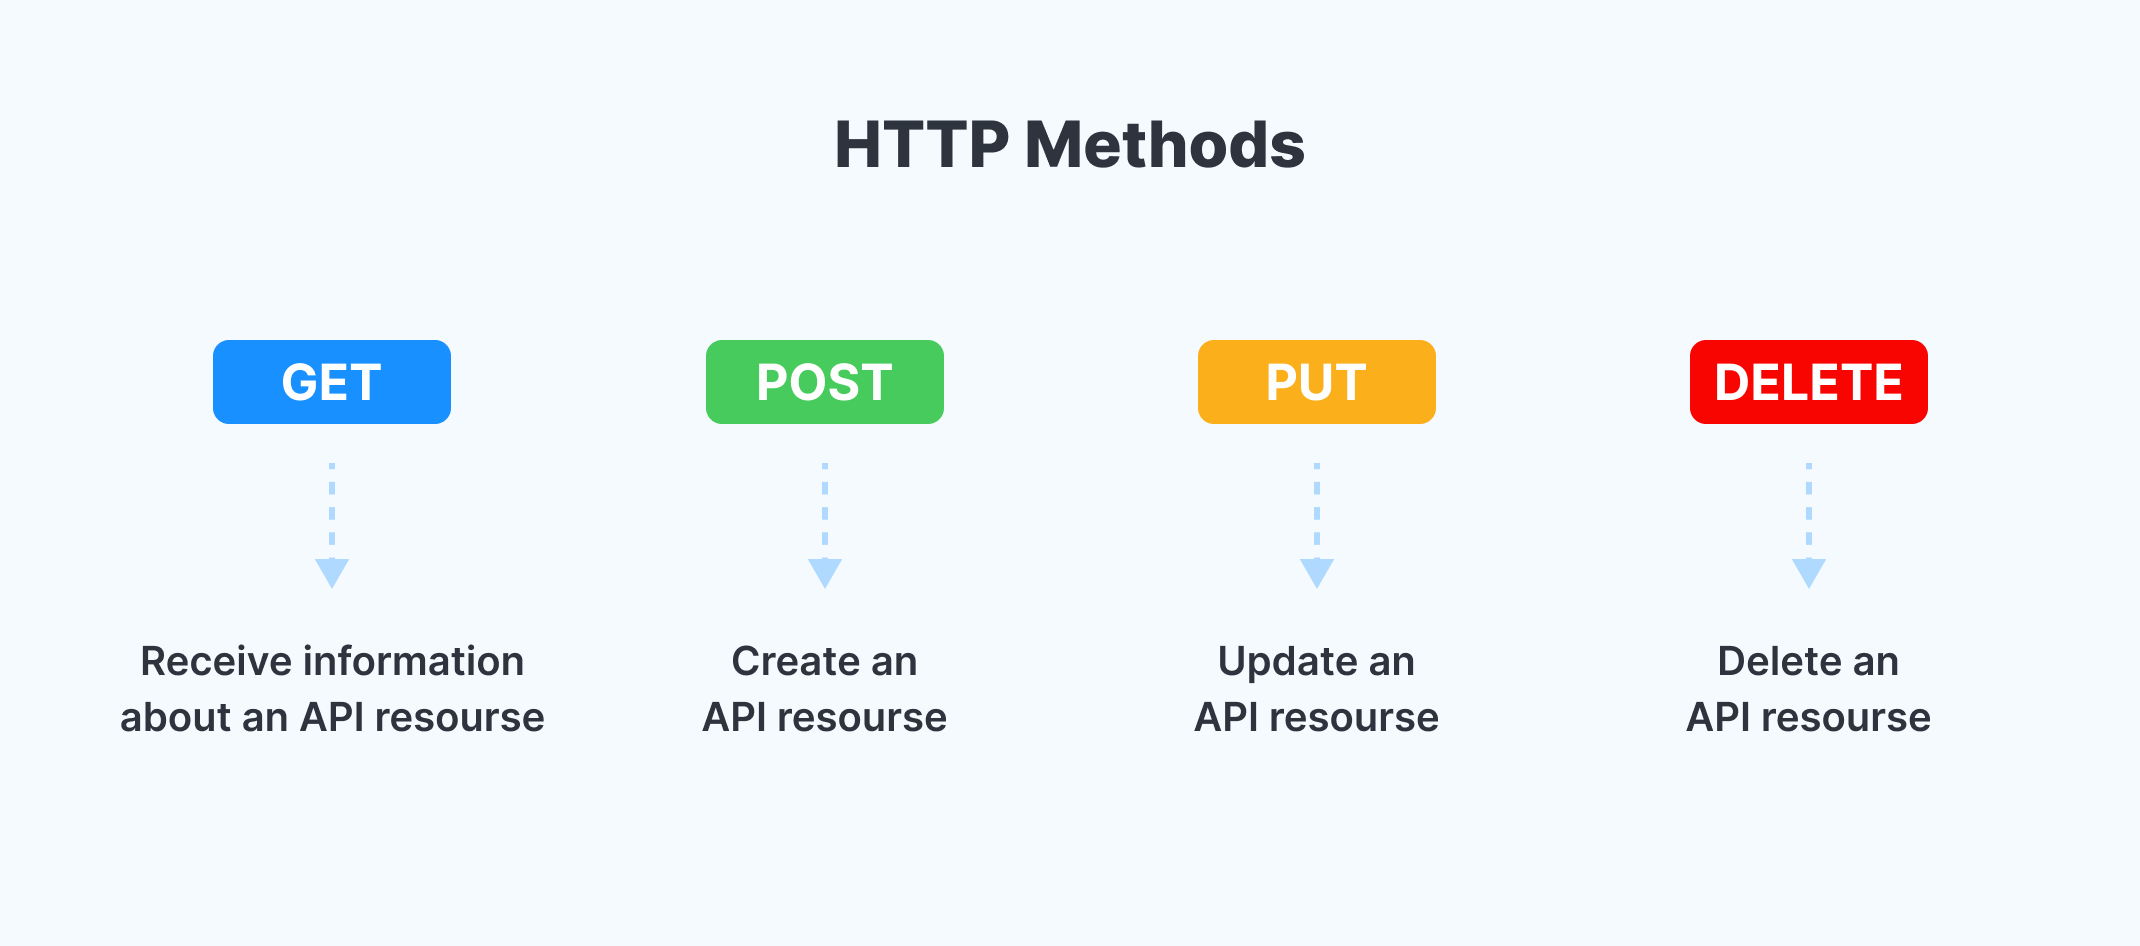 HTTP Methods
GET
POST
PUT
DELETE
Receive information
about an API resourse
Create an
API resourse
Update an
API resourse
Delete an
API resourse